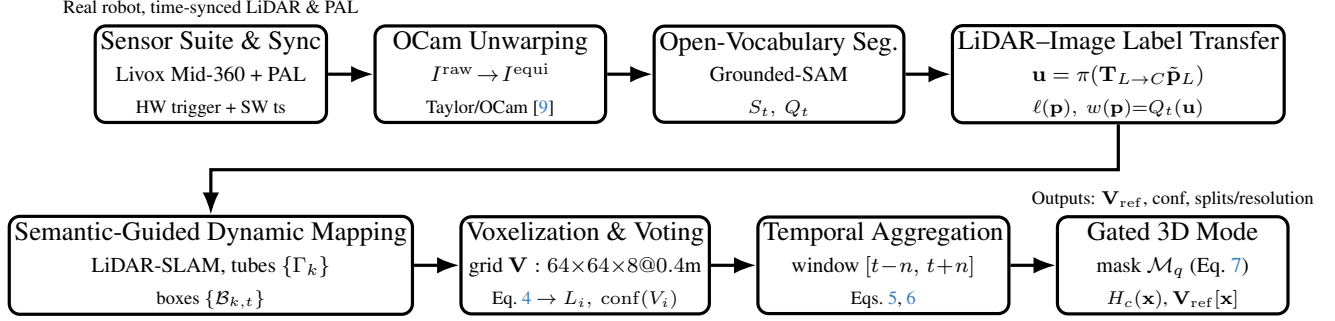 Real robot, time-synced LiDAR & PAL
Sensor Suite & Sync
Livox Mid-360 + PAL
HW trigger + SW ts
OCam Unwarping
I^raw → I^equi
Taylor/OCam [9]
Open-Vocabulary Seg.
Grounded-SAM
S_t, Q_t
LiDAR–Image Label Transfer
u = π(T_{L→C} p̃_L)
ℓ(p), w(p)=Q_t(u)
Semantic-Guided Dynamic Mapping
LiDAR-SLAM, tubes {Γ_k}
boxes {B_{k,t}}
Voxelization & Voting
grid V : 64×64×8@0.4m
Eq. 4 → L_i, conf(V_i)
Temporal Aggregation
window [t−n, t+n]
Eqs. 5, 6
Outputs: V_ref, conf, splits/resolution
Gated 3D Mode
mask M_q (Eq. 7)
H_c(x), V_ref[x]